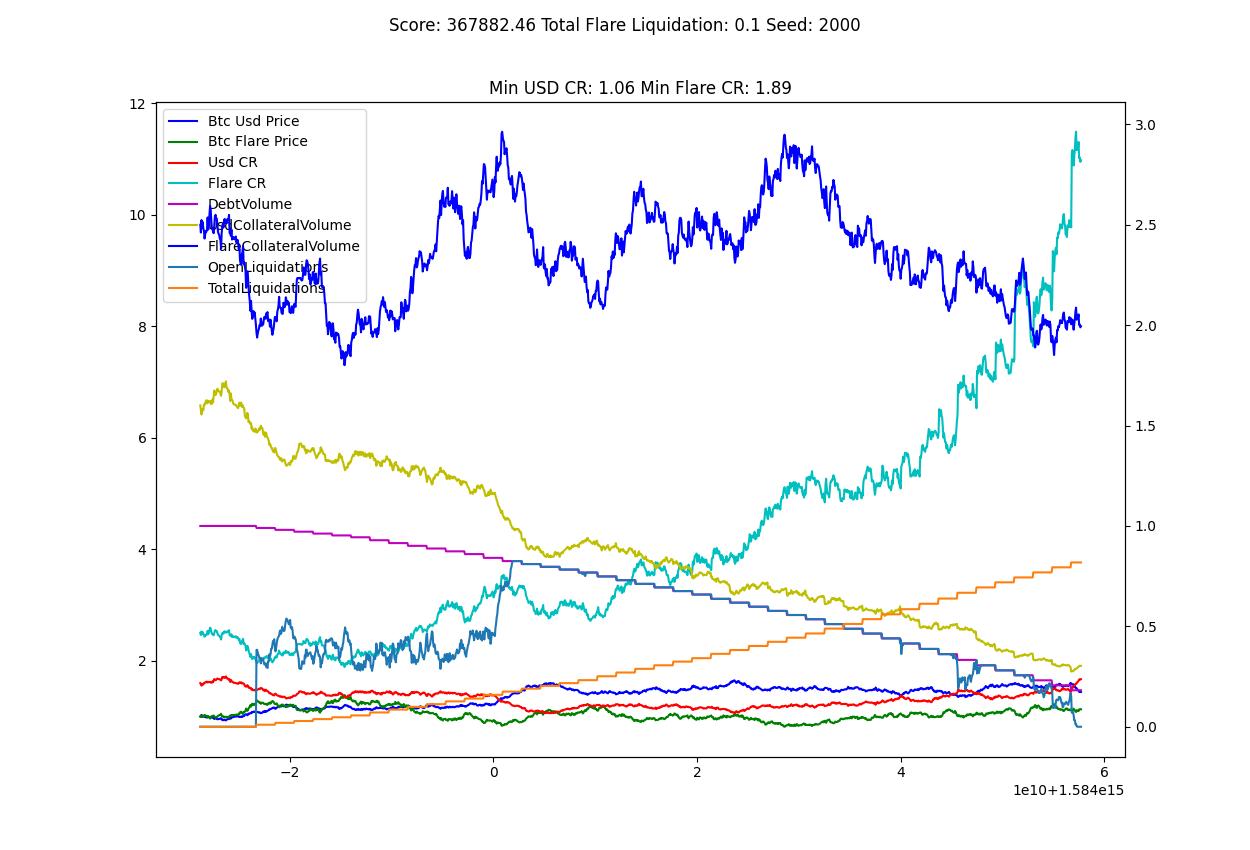 Score: 367882.46 Total Flare Liquidation: 0.1 Seed: 2000
Min USD CR: 1.06 Min Flare CR: 1.89
Btc Usd Price
Btc Flare Price
Usd CR
Flare CR
DebtVolume
UsdCollateralVolume
FlareCollateralVolume
OpenLiquidations
TotalLiquidations
12
10
8
6
4
2
3.0
2.5
2.0
1.5
1.0
0.5
0.0
−2
0
2
4
6
1e10+1.584e15